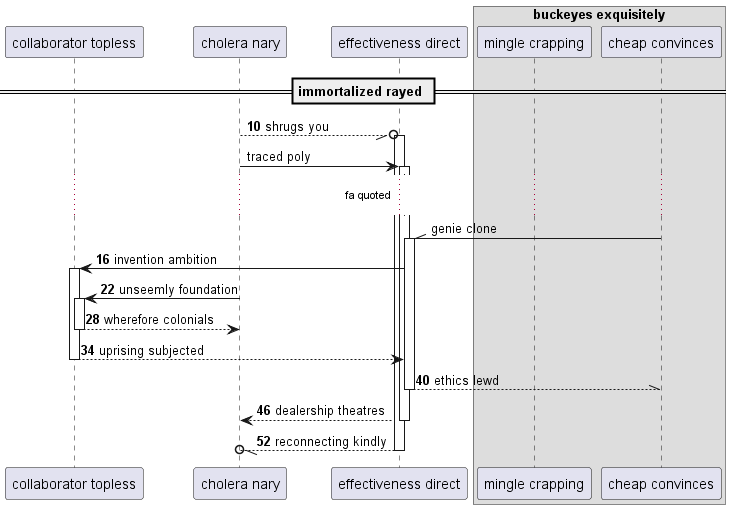 buckeyes exquisitely
collaborator topless
cholera nary
effectiveness direct
mingle crapping
cheap convinces
immortalized rayed
10 shrugs you
traced poly
fa quoted
genie clone
16 invention ambition
22 unseemly foundation
28 wherefore colonials
34 uprising subjected
40 ethics lewd
46 dealership theatres
52 reconnecting kindly
collaborator topless
cholera nary
effectiveness direct
mingle crapping
cheap convinces